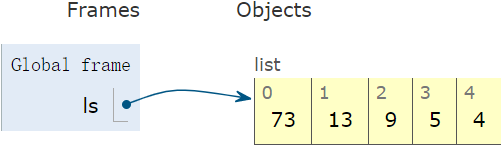 Frames Objects
Global frame
list
ls
0 1 2 3 4
73 13 9 5 4